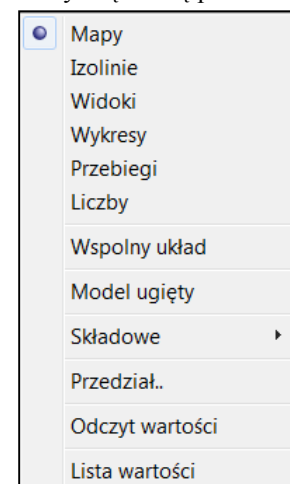 Mapy
Izolinie
Widoki
Wykresy
Przebiegi
Liczby
Wspolny układ
Model ugięty
Składowe
Przedział..
Odczyt wartości
Lista wartości